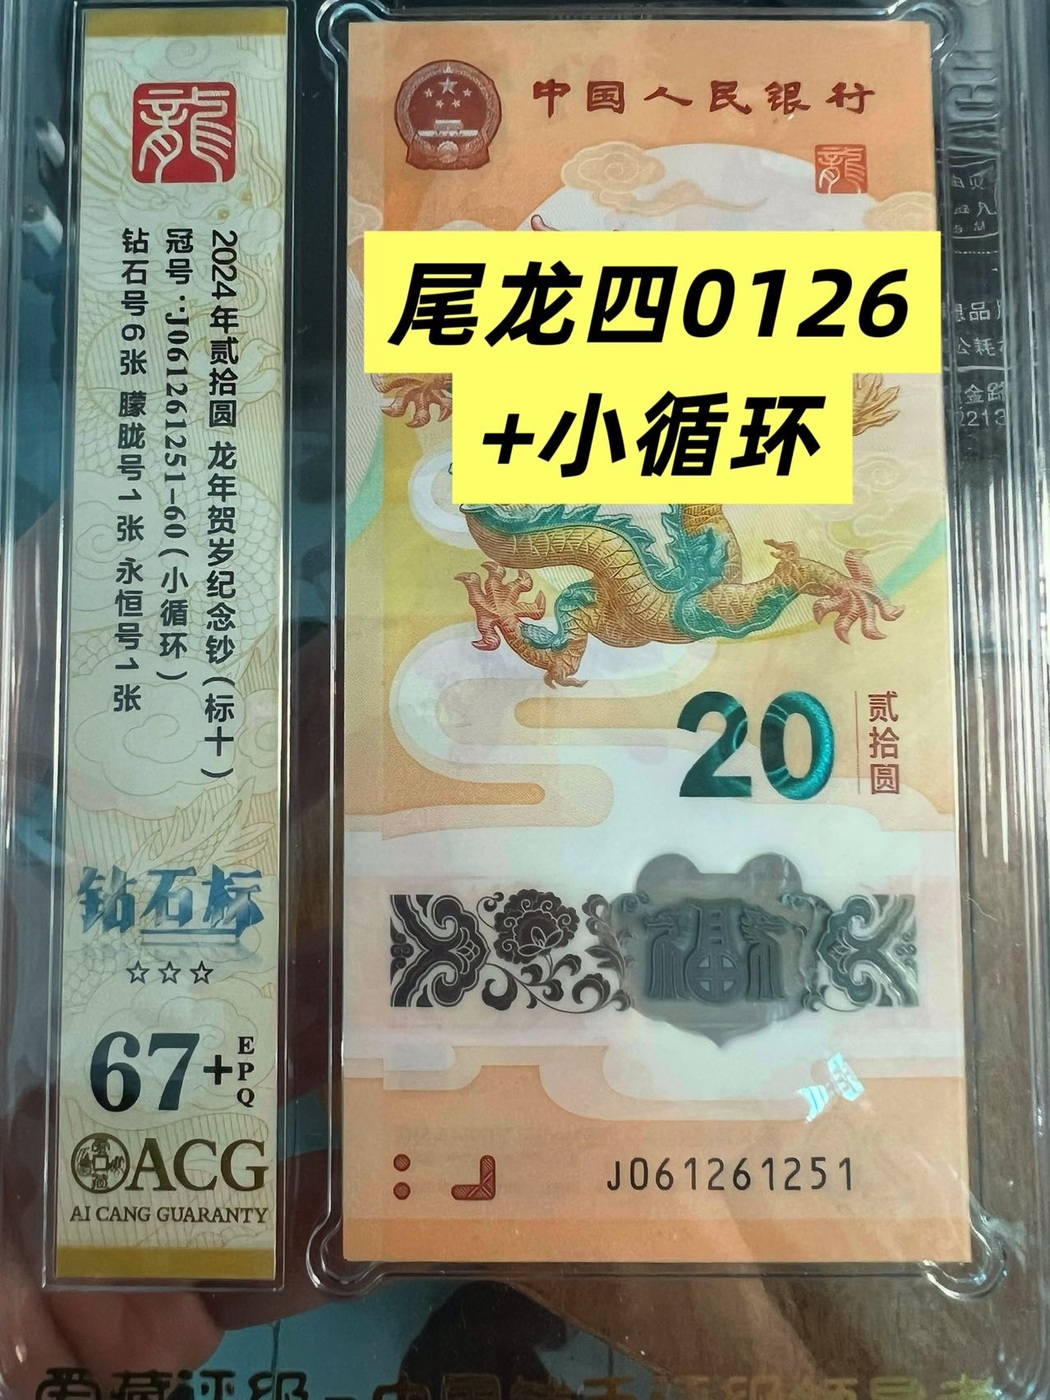 龍
2024年贰拾圆 龙年贺岁纪念钞(标十)
冠号·J061261251-60(小循环)
钻石号6张 朦胧号1张 永恒号1张
钻石标
☆☆☆
67+EPQ
ACG
AI CANG GUARANTY
中国人民银行
龍
尾龙四0126
+小循环
20
贰拾圆
福
J061261251